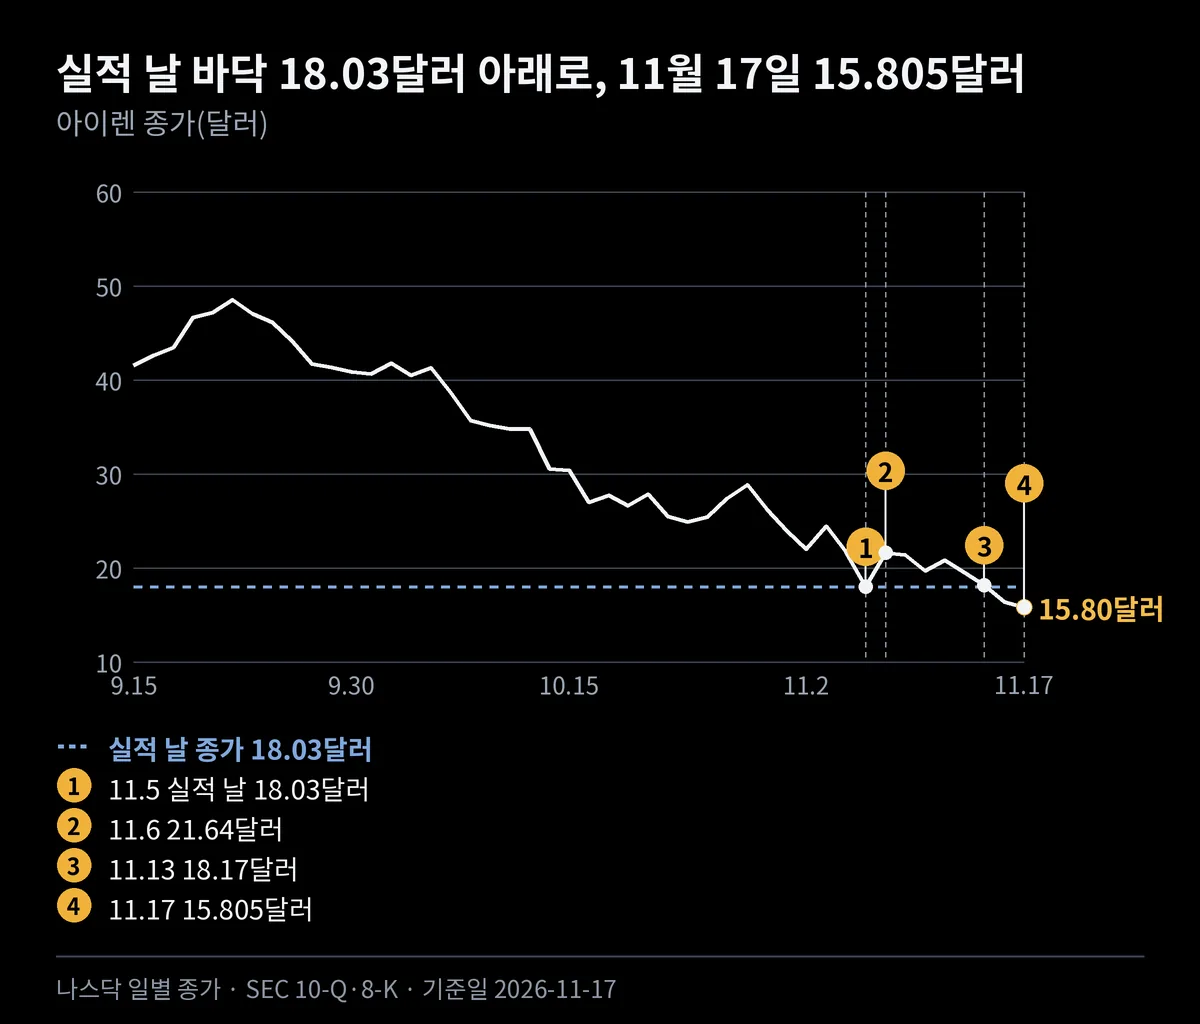 실적 날 바닥 18.03달러 아래로, 11월 17일 15.805달러
아이렌 종가(달러)
60
50
40
30
20
10
2
4
1
3
15.80달러
9.15
9.30
10.15
11.2
11.17
실적 날 종가 18.03달러
1 11.5 실적 날 18.03달러
2 11.6 21.64달러
3 11.13 18.17달러
4 11.17 15.805달러
나스닥 일별 종가 · SEC 10-Q·8-K · 기준일 2026-11-17